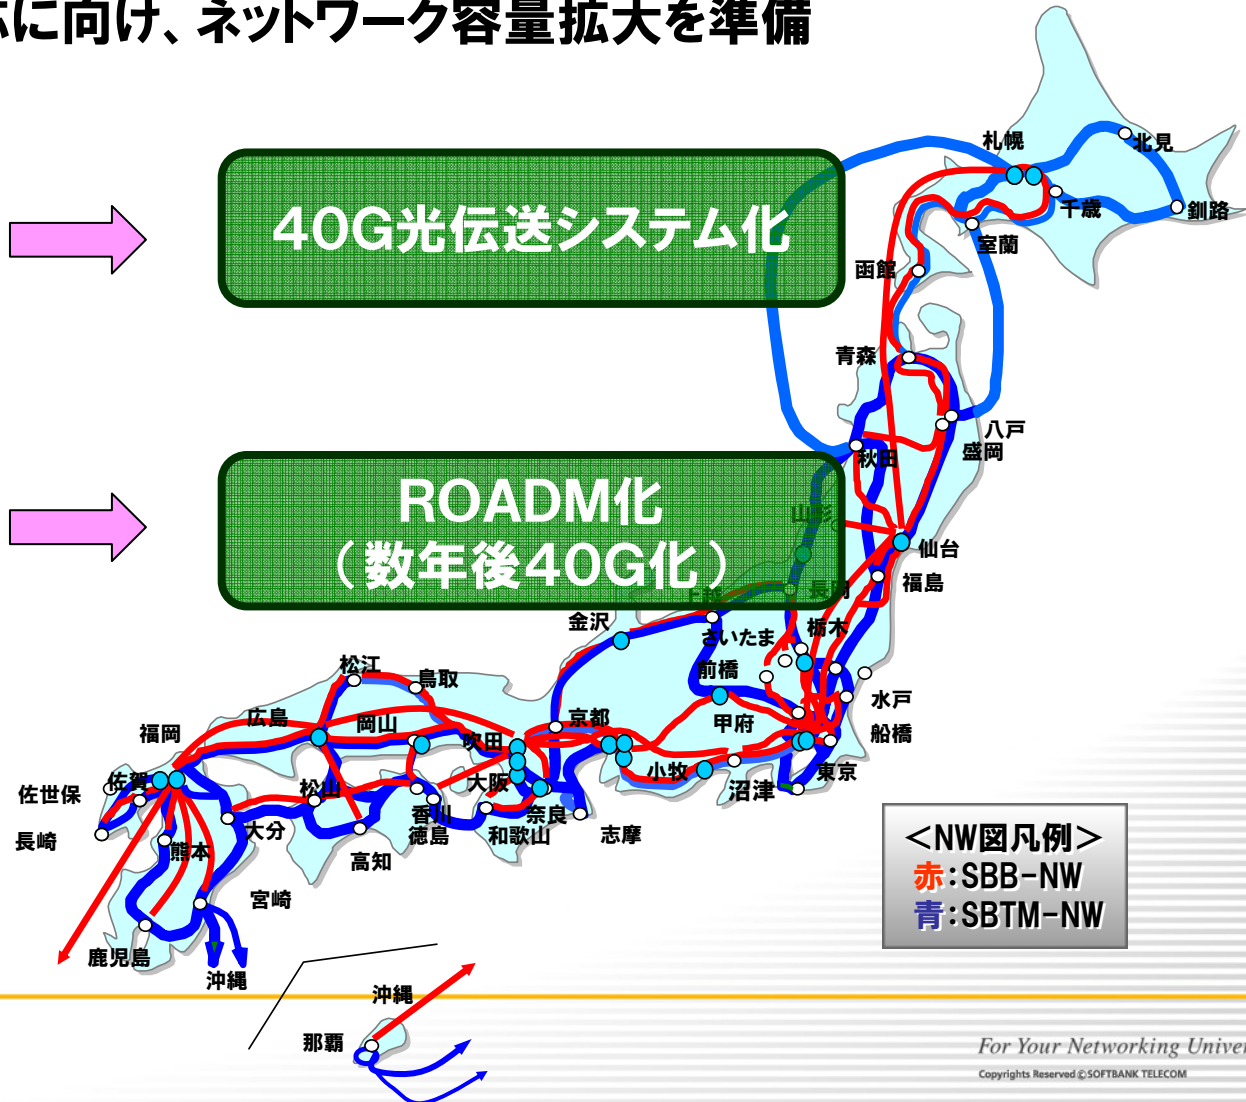 に向け、ネットワーク容量拡大を準備
40G光伝送システム化
ROADM化
（数年後40G化）
札幌
北見
千歳
釧路
室蘭
函館
青森
八戸
盛岡
秋田
山形
仙台
福島
長岡
上越
金沢
さいたま
栃木
前橋
水戸
甲府
船橋
東京
沼津
小牧
京都
松江
鳥取
広島
岡山
福岡
吹田
大阪
奈良
志摩
和歌山
佐賀
佐世保
長崎
松山
香川
徳島
高知
大分
熊本
宮崎
鹿児島
沖縄
沖縄
那覇
＜NW図凡例＞
赤：SBB-NW
青：SBTM-NW
For Your Networking Univer
Copyrights Reserved ©SOFTBANK TELECOM